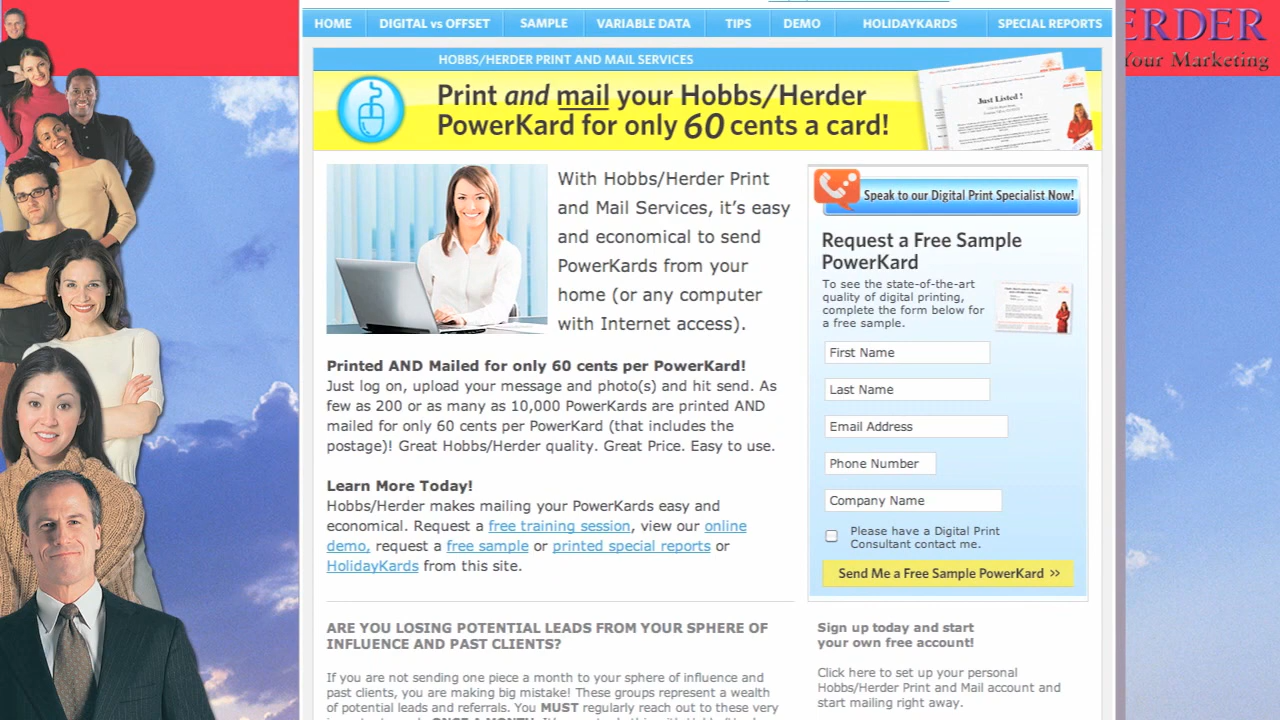 HOME DIGITAL vs OFFSET SAMPLE VARIABLE DATA TIPS DEMO HOLIDAYKARDS SPECIAL REPORTS
ERDER
Your Marketing
HOBBS/HERDER PRINT AND MAIL SERVICES
Print and mail your Hobbs/Herder
PowerKard for only 60 cents a card!
Just Listed !
With Hobbs/Herder Print
and Mail Services, it's easy
and economical to send
PowerKards from your
home (or any computer
with Internet access).
Printed AND Mailed for only 60 cents per PowerKard!
Just log on, upload your message and photo(s) and hit send. As
few as 200 or as many as 10,000 PowerKards are printed AND
mailed for only 60 cents per PowerKard (that includes the
postage)! Great Hobbs/Herder quality. Great Price. Easy to use.
Learn More Today!
Hobbs/Herder makes mailing your PowerKards easy and
economical. Request a free training session, view our online
demo, request a free sample or printed special reports or
HolidayKards from this site.
ARE YOU LOSING POTENTIAL LEADS FROM YOUR SPHERE OF
INFLUENCE AND PAST CLIENTS?
If you are not sending one piece a month to your sphere of influence and
past clients, you are making big mistake! These groups represent a wealth
of potential leads and referrals. You MUST regularly reach out to these very
Speak to our Digital Print Specialist Now!
Request a Free Sample
PowerKard
To see the state-of-the-art
quality of digital printing,
complete the form below for
a free sample.
First Name
Last Name
Email Address
Phone Number
Company Name
Please have a Digital Print
Consultant contact me.
Send Me a Free Sample PowerKard >>
Sign up today and start
your own free account!
Click here to set up your personal
Hobbs/Herder Print and Mail account and
start mailing right away.